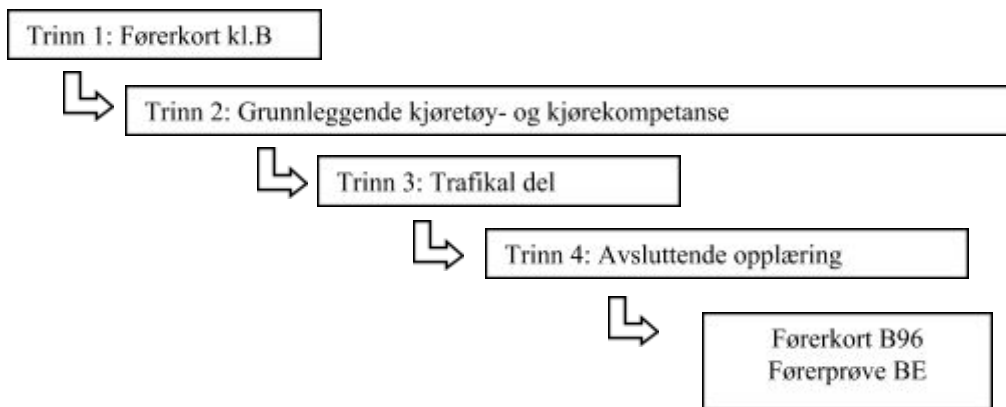 Trinn 1: Førerkort kl.B
Trinn 2: Grunnleggende kjøretøy- og kjørekompetanse
Trinn 3: Trafikal del
Trinn 4: Avsluttende opplæring
Førerkort B96
Førerprøve BE